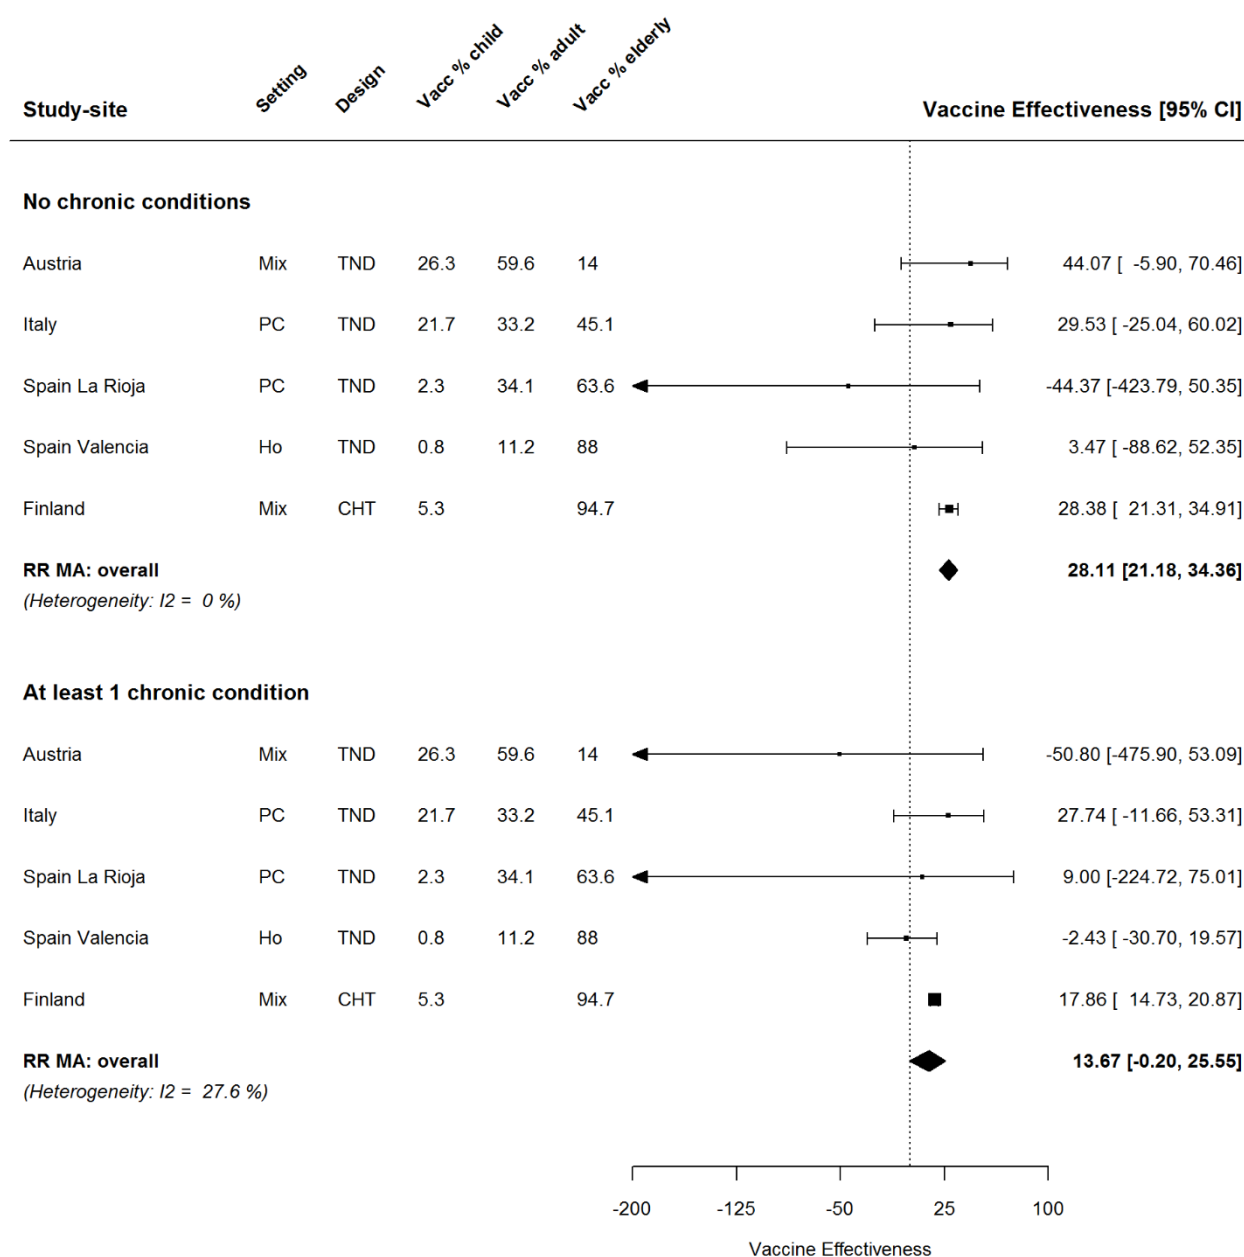 Study-site Setting Design Vacc % child Vacc % adult Vacc % elderly Vaccine Effectiveness [95% CI]
No chronic conditions
Austria Mix TND 26.3 59.6 14 44.07 [ -5.90, 70.46]
Italy PC TND 21.7 33.2 45.1 29.53 [ -25.04, 60.02]
Spain La Rioja PC TND 2.3 34.1 63.6 -44.37 [-423.79, 50.35]
Spain Valencia Ho TND 0.8 11.2 88 3.47 [ -88.62, 52.35]
Finland Mix CHT 5.3 94.7 28.38 [ 21.31, 34.91]
RR MA: overall 28.11 [21.18, 34.36]
(Heterogeneity: I2 = 0 %)
At least 1 chronic condition
Austria Mix TND 26.3 59.6 14 -50.80 [-475.90, 53.09]
Italy PC TND 21.7 33.2 45.1 27.74 [ -11.66, 53.31]
Spain La Rioja PC TND 2.3 34.1 63.6 9.00 [-224.72, 75.01]
Spain Valencia Ho TND 0.8 11.2 88 -2.43 [ -30.70, 19.57]
Finland Mix CHT 5.3 94.7 17.86 [ 14.73, 20.87]
RR MA: overall 13.67 [-0.20, 25.55]
(Heterogeneity: I2 = 27.6 %)
-200 -125 -50 25 100
Vaccine Effectiveness